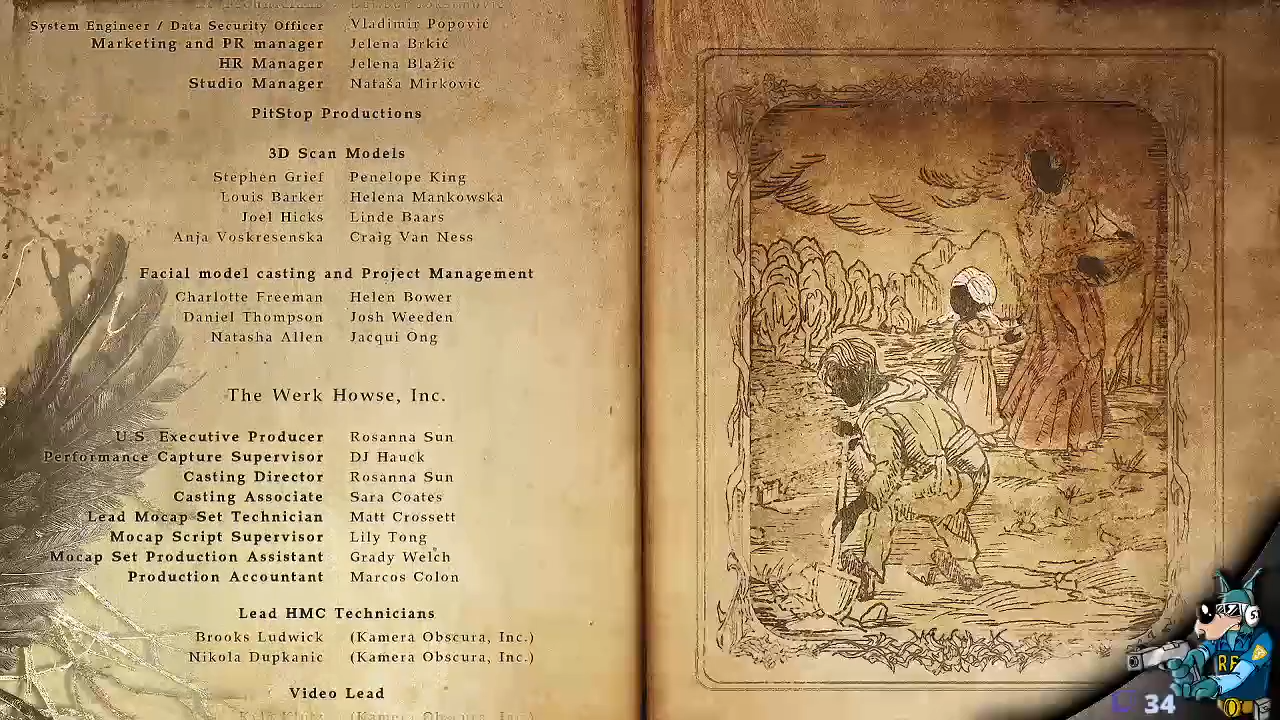 System Engineer / Data Security Officer Vladimir Popović
Marketing and PR manager Jelena Brkić
HR Manager Jelena Blažić
Studio Manager Nataša Mirković
PitStop Productions
3D Scan Models
Stephen Grief Penelope King
Louis Barker Helena Mankowska
Joel Hicks Linde Baars
Anja Voskresenska Craig Van Ness
Facial model casting and Project Management
Charlotte Freeman Helen Bower
Daniel Thompson Josh Weeden
Natasha Allen Jacqui Ong
The Werk Howse, Inc.
U.S. Executive Producer Rosanna Sun
Performance Capture Supervisor DJ Hauck
Casting Director Rosanna Sun
Casting Associate Sara Coates
Lead Mocap Set Technician Matt Crossett
Mocap Script Supervisor Lily Tong
Mocap Set Production Assistant Grady Welch
Production Accountant Marcos Colon
Lead HMC Technicians
Brooks Ludwick (Kamera Obscura, Inc.)
Nikola Dupkanic (Kamera Obscura, Inc.)
Video Lead
RF
34